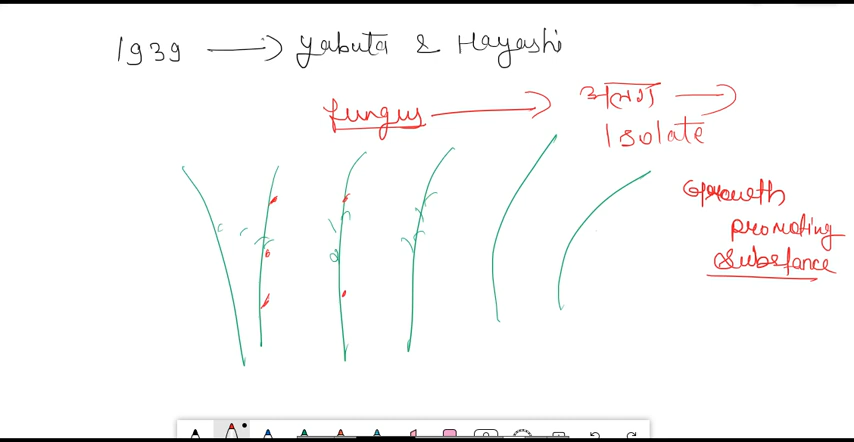 1939 → Yabuta & Hayashi
fungus → अलग →
Isolate
Growth
promoting
substance